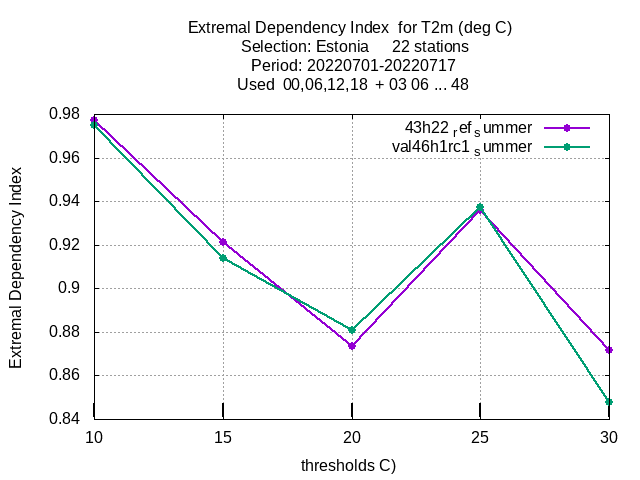 Extremal Dependency Index  for T2m (deg C)
Selection: Estonia     22 stations
Period: 20220701-20220717
Used  00,06,12,18  + 03 06 ... 48
43h22 ref summer
val46h1rc1 summer
Extremal Dependency Index
0.98
0.96
0.94
0.92
0.9
0.88
0.86
0.84
10 15 20 25 30
thresholds C)